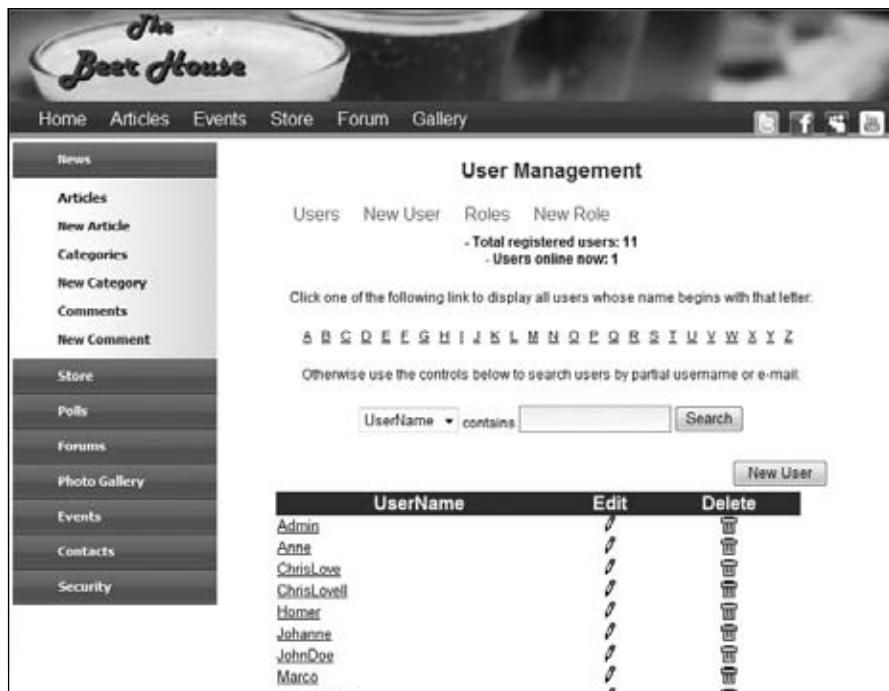 The
Beer House
Home Articles Events Store Forum Gallery
News
Articles
New Article
Categories
New Category
Comments
New Comment
Store
Polls
Forums
Photo Gallery
Events
Contacts
Security
User Management
Users New User Roles New Role
- Total registered users: 11
- Users online now: 1
Click one of the following link to display all users whose name begins with that letter:
A B C D E F G H I J K L M N O P Q R S T U V W X Y Z
Otherwise use the controls below to search users by partial username or e-mail:
UserName contains Search
New User
UserName Edit Delete
Admin
Anne
ChrisLove
ChrisLovell
Homer
Johanne
JohnDoe
Marco